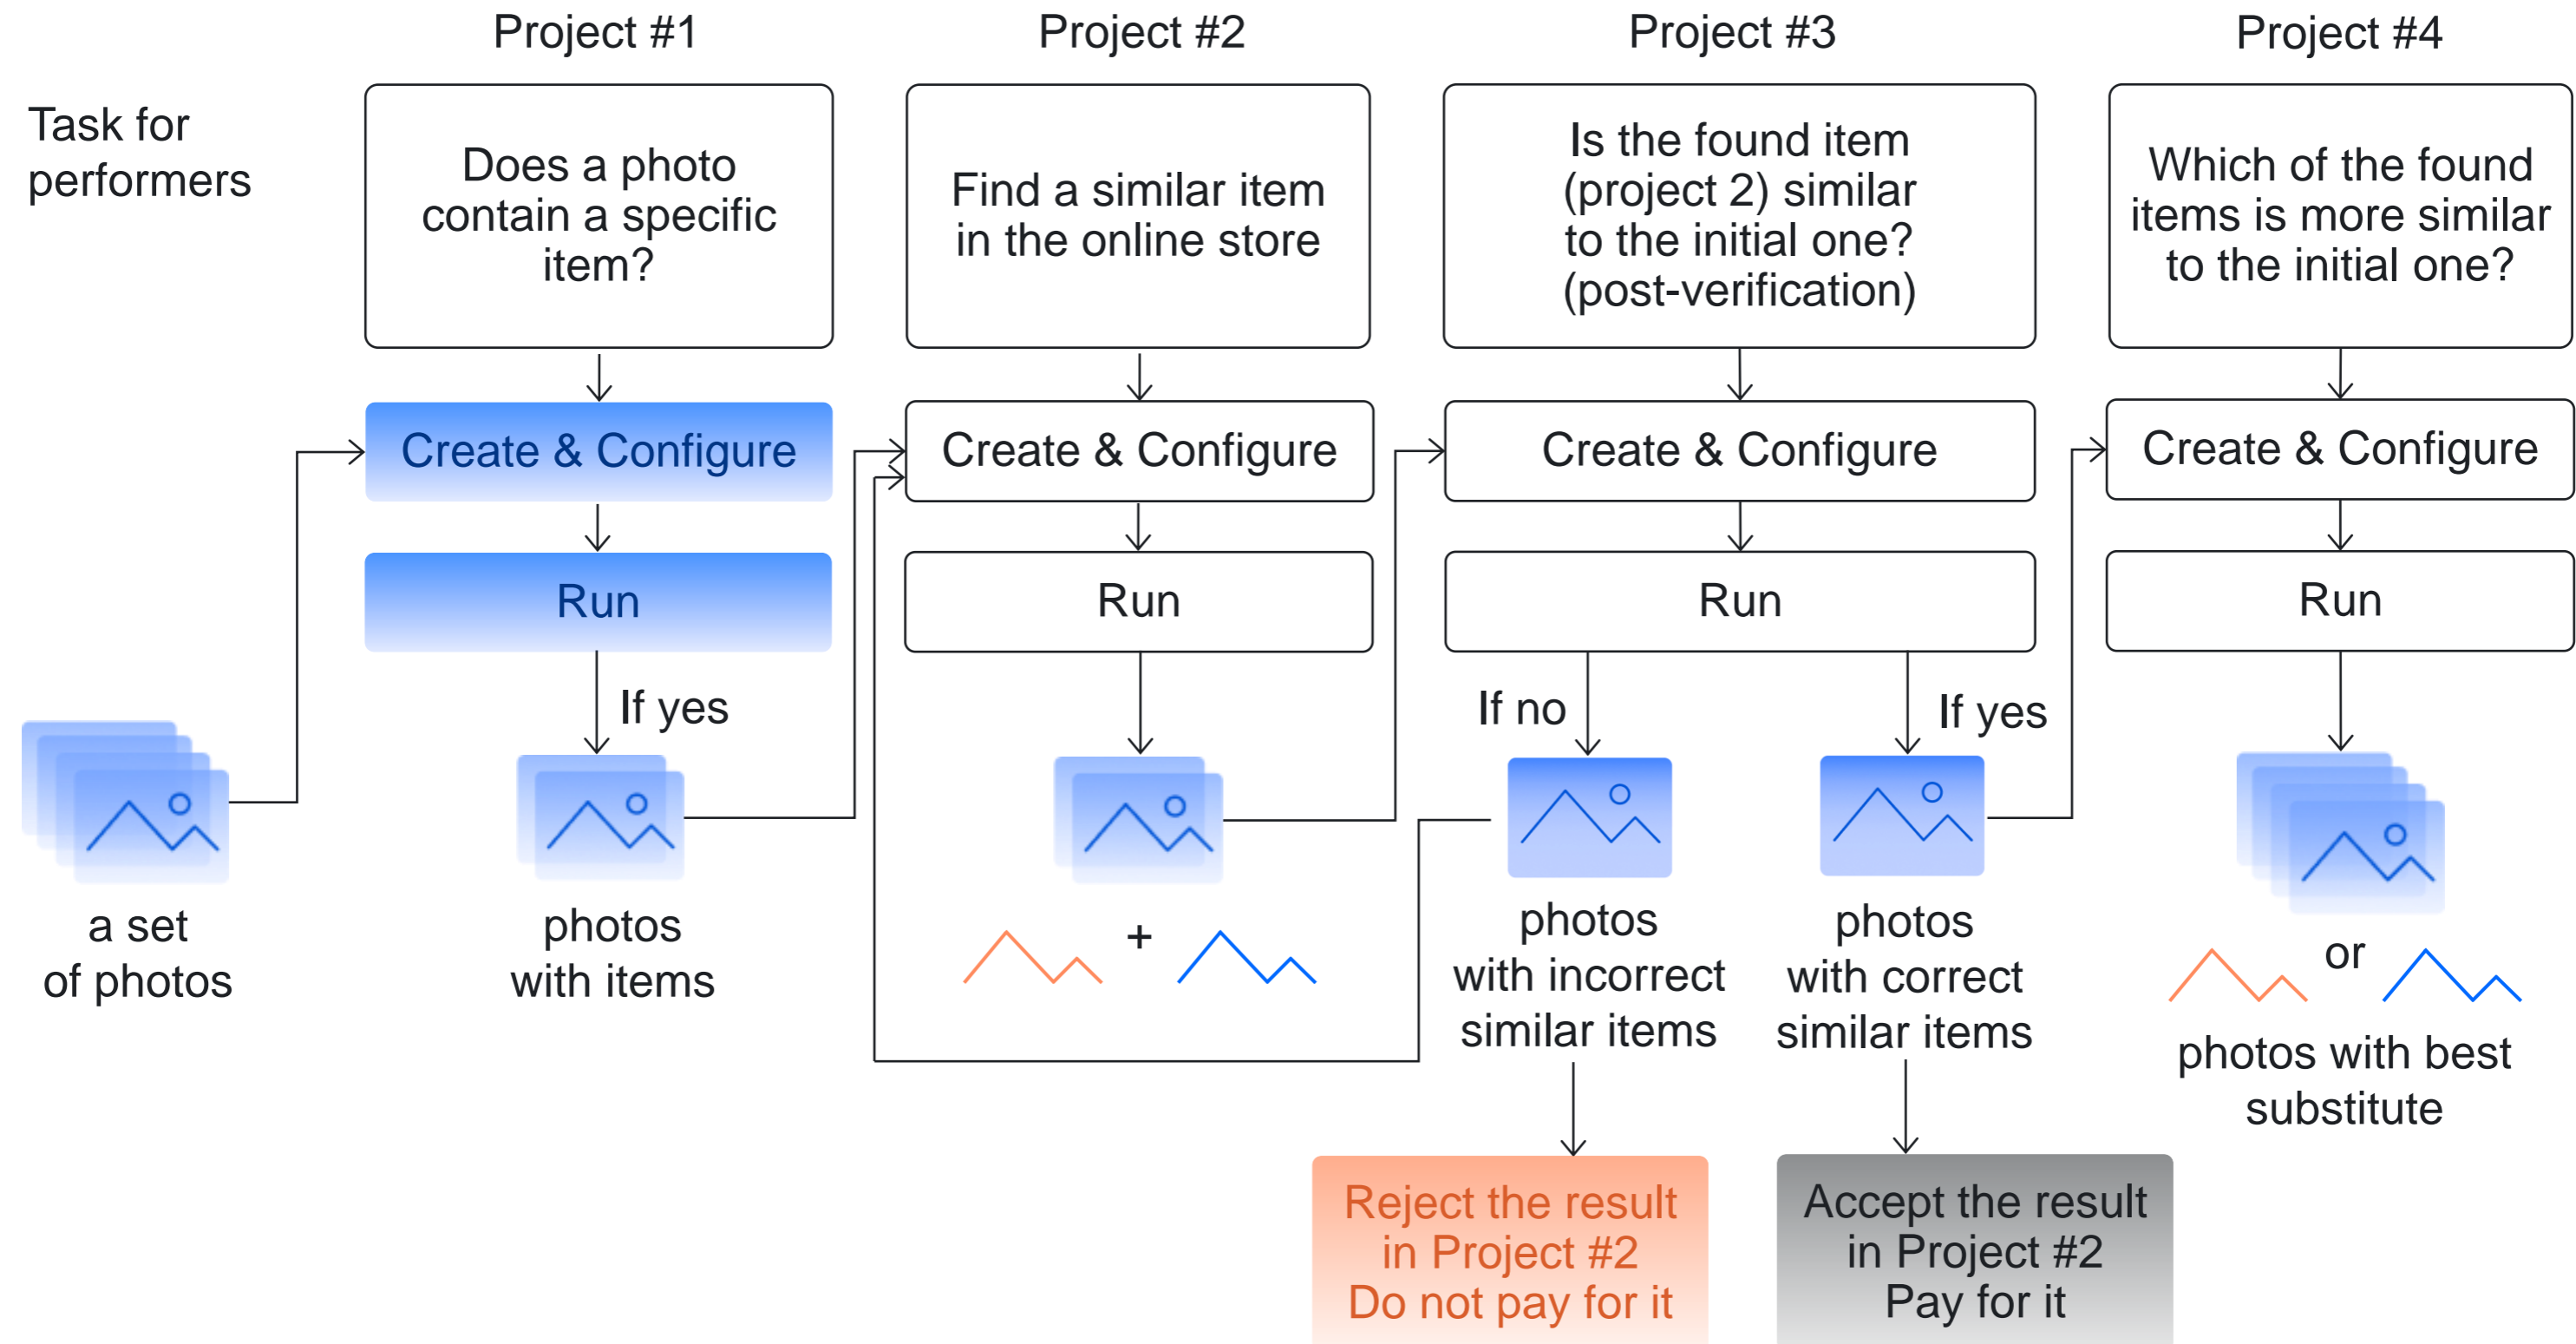 Project #1
Project #2
Project #3
Project #4
Task for
performers
Does a photo
contain a specific
item?
Find a similar item
in the online store
Is the found item
(project 2) similar
to the initial one?
(post-verification)
Which of the found
items is more similar
to the initial one?
Create & Configure
Create & Configure
Create & Configure
Create & Configure
Run
Run
Run
Run
If yes
If no
If yes
a set
of photos
photos
with items
+
photos
with incorrect
similar items
photos
with correct
similar items
or
photos with best
substitute
Reject the result
in Project #2
Do not pay for it
Accept the result
in Project #2
Pay for it